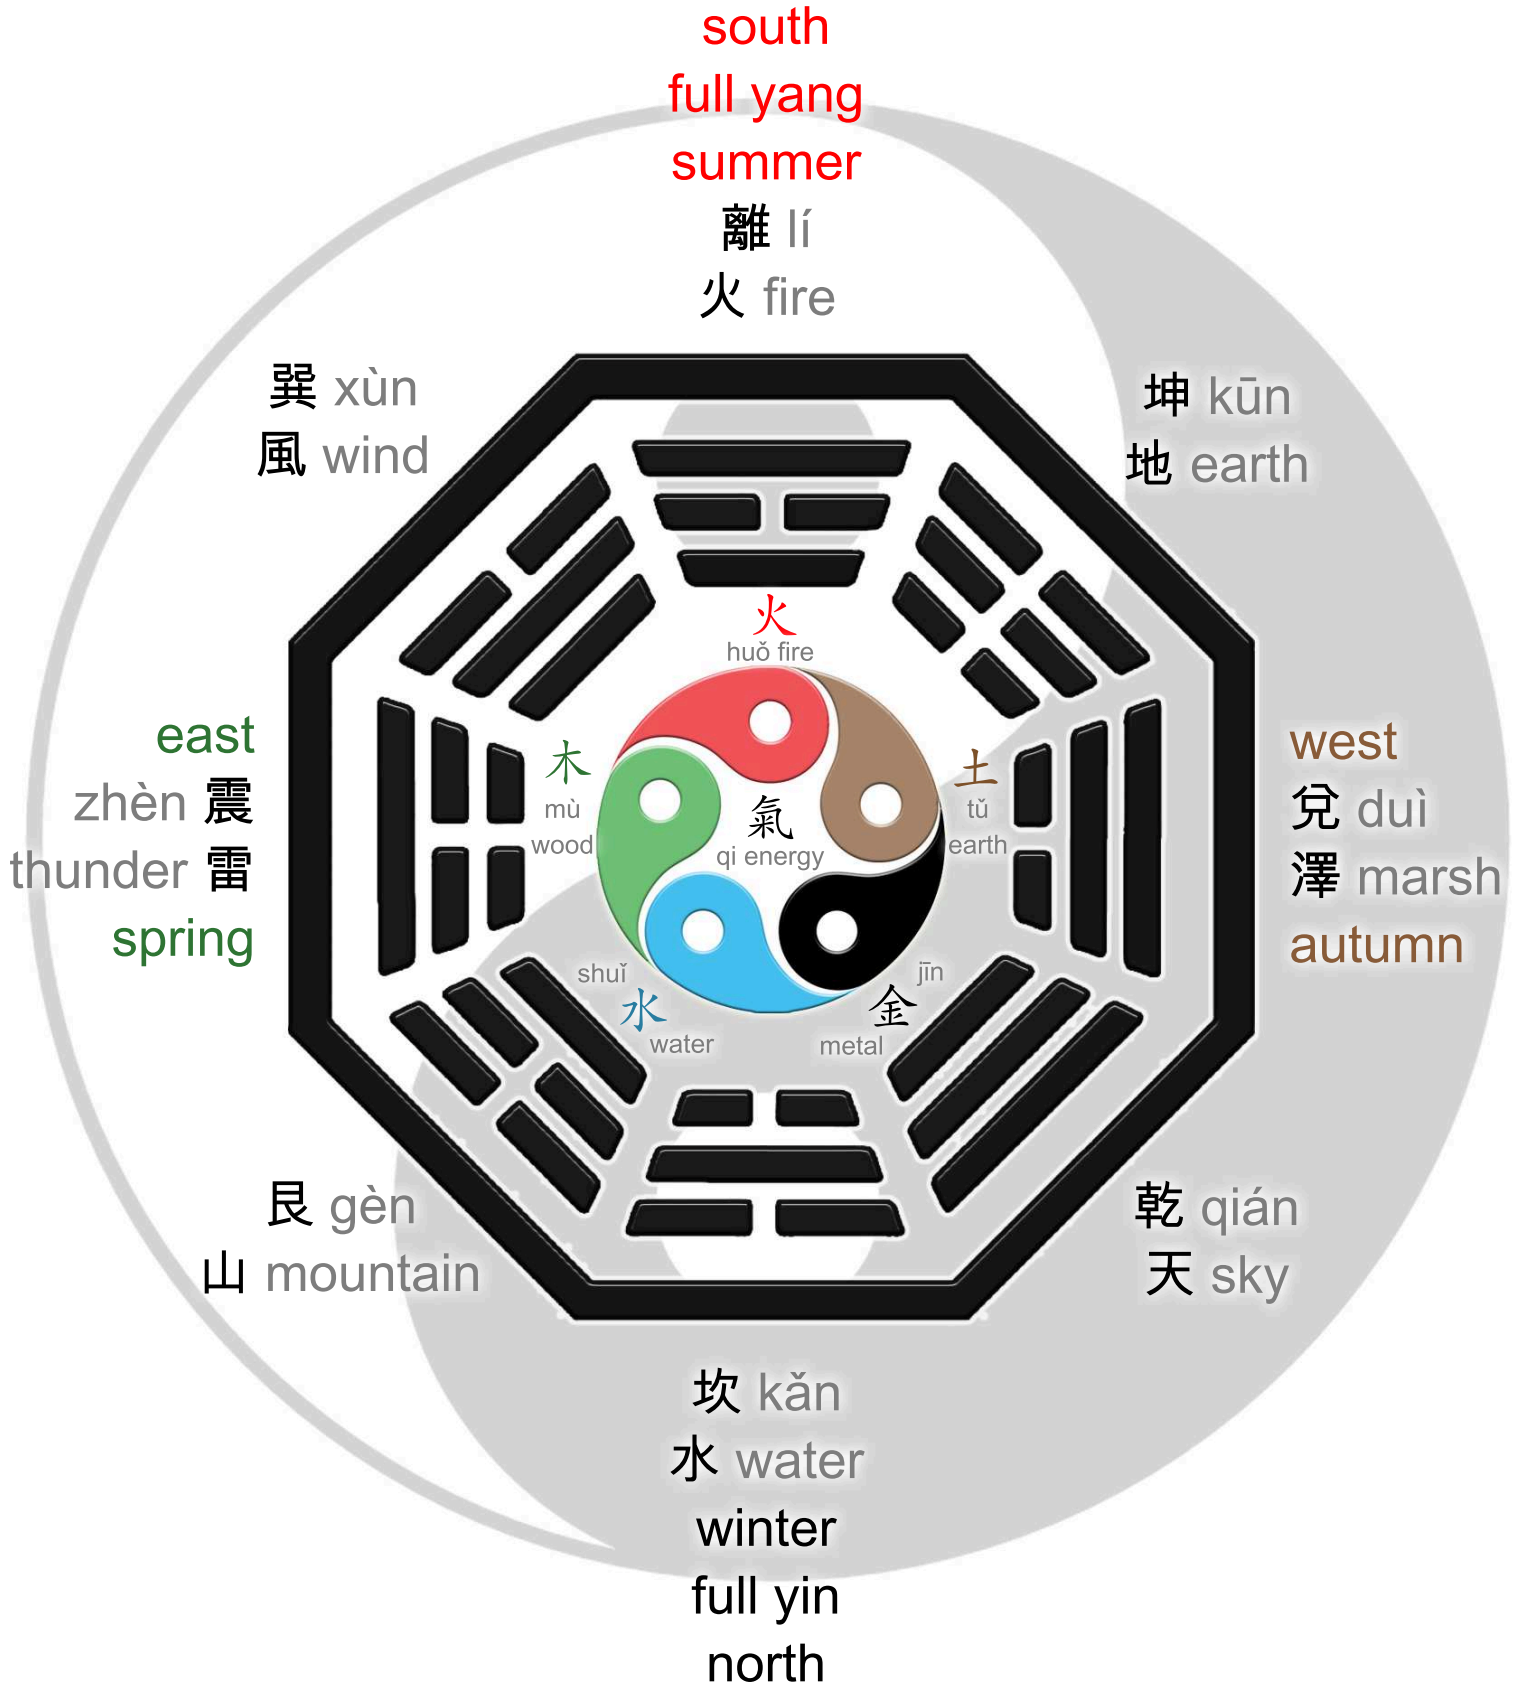 south
full yang
summer
離 lí
火 fire
巽 xùn
風 wind
坤 kūn
地 earth
火
huǒ fire
east
zhèn 震
thunder 雷
spring
木
mù
wood
氣
qi energy
土
tǔ
earth
west
兌 duì
澤 marsh
autumn
shuǐ
水
water
jīn
金
metal
艮 gèn
山 mountain
乾 qián
天 sky
坎 kǎn
水 water
winter
full yin
north